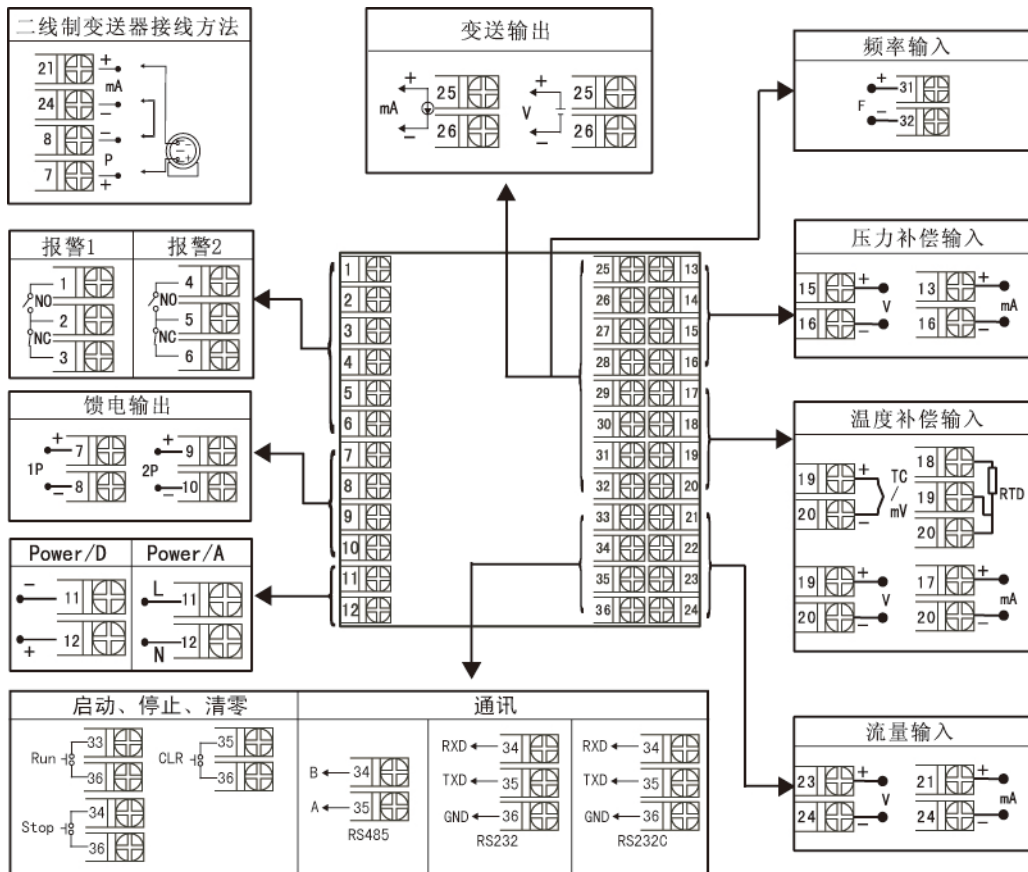 二线制变送器接线方法
21
+
mA
24
−
8
−
P
7
+
变送输出
+
mA
−
25
26
+
V
−
25
26
频率输入
+
F
−
31
32
报警1
1
NO
2
NC
3
报警2
4
NO
5
NC
6
压力补偿输入
15
+
V
16
−
13
+
mA
16
−
馈电输出
+
7
1P
−
8
+
9
2P
−
10
Power/D
−
11
+
12
Power/A
L
11
N
12
1
2
3
4
5
6
7
8
9
10
11
12
25 13
26 14
27 15
28 16
29 17
30 18
31 19
32 20
33 21
34 22
35 23
36 24
温度补偿输入
19
+
TC
/
mV
20
−
18
19
20
RTD
19
+
V
20
−
17
+
mA
20
−
启动、停止、清零
Run
33
36
CLR
35
36
Stop
34
36
通讯
B 34
A 35
RS485
RXD 34
TXD 35
GND 36
RS232
RXD 34
TXD 35
GND 36
RS232C
流量输入
23
+
V
24
−
21
+
mA
24
−